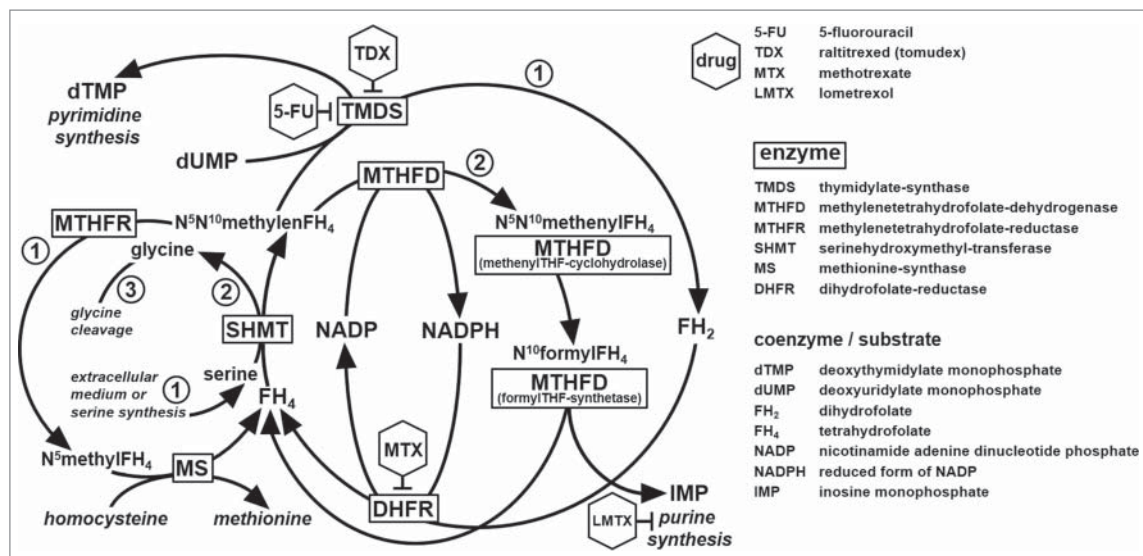 TDX
5-FU
TMDS
1
dTMP
pyrimidine
synthesis
dUMP
MTHFD
2
MTHFR
N⁵N¹⁰methylenFH₄
N⁵N¹⁰methenylFH₄
MTHFD
(methenylTHF-cyclohydrolase)
1
glycine
3
2
glycine
cleavage
SHMT
NADP
NADPH
FH₂
N¹⁰formylFH₄
MTHFD
(formylTHF-synthetase)
extracellular
medium or
serine synthesis
1
serine
FH₄
MTX
N⁵methylFH₄
MS
DHFR
homocysteine
methionine
IMP
purine
synthesis
LMTX
drug
5-FU 5-fluorouracil
TDX raltitrexed (tomudex)
MTX methotrexate
LMTX lometrexol
enzyme
TMDS thymidylate-synthase
MTHFD methylenetetrahydrofolate-dehydrogenase
MTHFR methylenetetrahydrofolate-reductase
SHMT serinehydroxymethyl-transferase
MS methionine-synthase
DHFR dihydrofolate-reductase
coenzyme / substrate
dTMP deoxythymidylate monophosphate
dUMP deoxyuridylate monophosphate
FH₂ dihydrofolate
FH₄ tetrahydrofolate
NADP nicotinamide adenine dinucleotide phosphate
NADPH reduced form of NADP
IMP inosine monophosphate